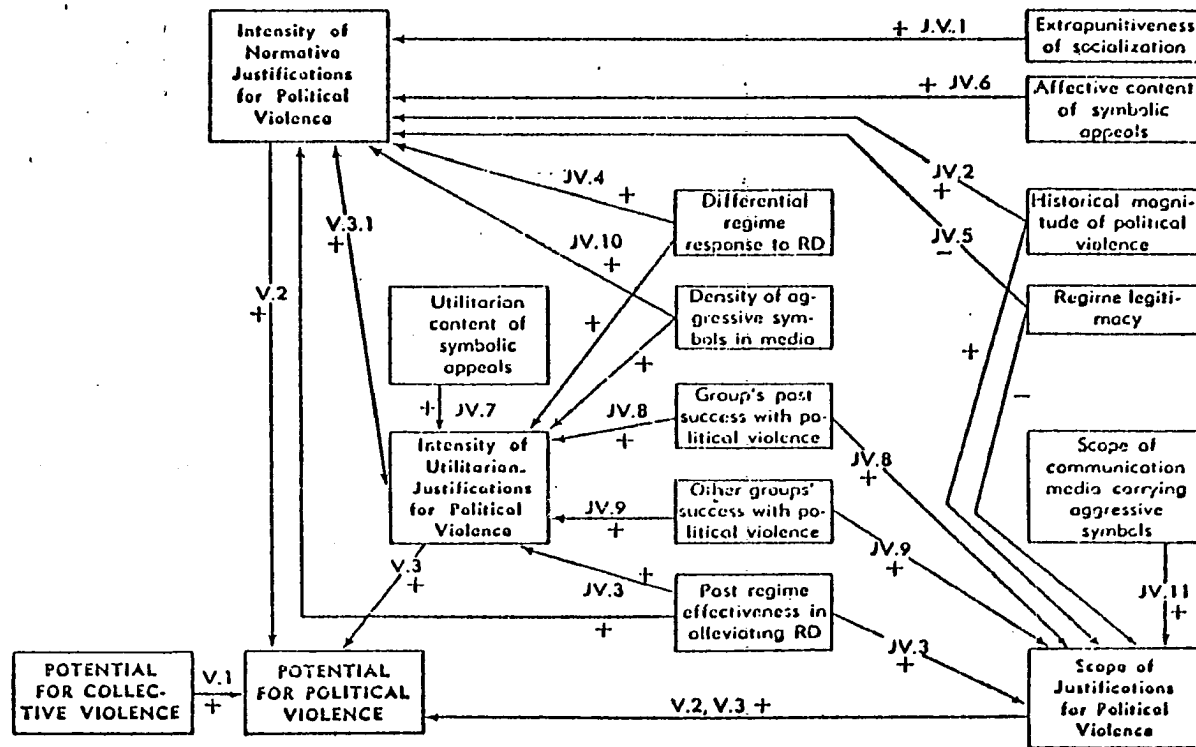 Intensity of
Normative
Justifications
for Political
Violence
+ J.V.1
Extrapunitiveness
of socialization
+ JV.6
Affective content
of symbolic
appeals
JV.2
+
Historical magni-
tude of political
violence
JV.5
−
Regime legiti-
macy
JV.4
+
Differential
regime
response to RD
V.3.1
+
JV.10
+
Density of ag-
gressive sym-
bols in media
V.2
+
Utilitarian
content of
symbolic
appeals
+
+
+
−
+ JV.7
JV.8
+
Group's past
success with po-
litical violence
JV.8
+
Scope of
communication
media carrying
aggressive
symbols
Intensity of
Utilitarian
Justifications
for Political
Violence
JV.9
+
Other groups'
success with po-
litical violence
JV.9
+
JV.11
+
V.3
+
JV.3
+
+
Past regime
effectiveness in
alleviating RD
JV.3
+
POTENTIAL
FOR COLLEC-
TIVE VIOLENCE
V.1
+
POTENTIAL
FOR POLITICAL
VIOLENCE
V.2, V.3 +
Scope of
Justifications
for Political
Violence